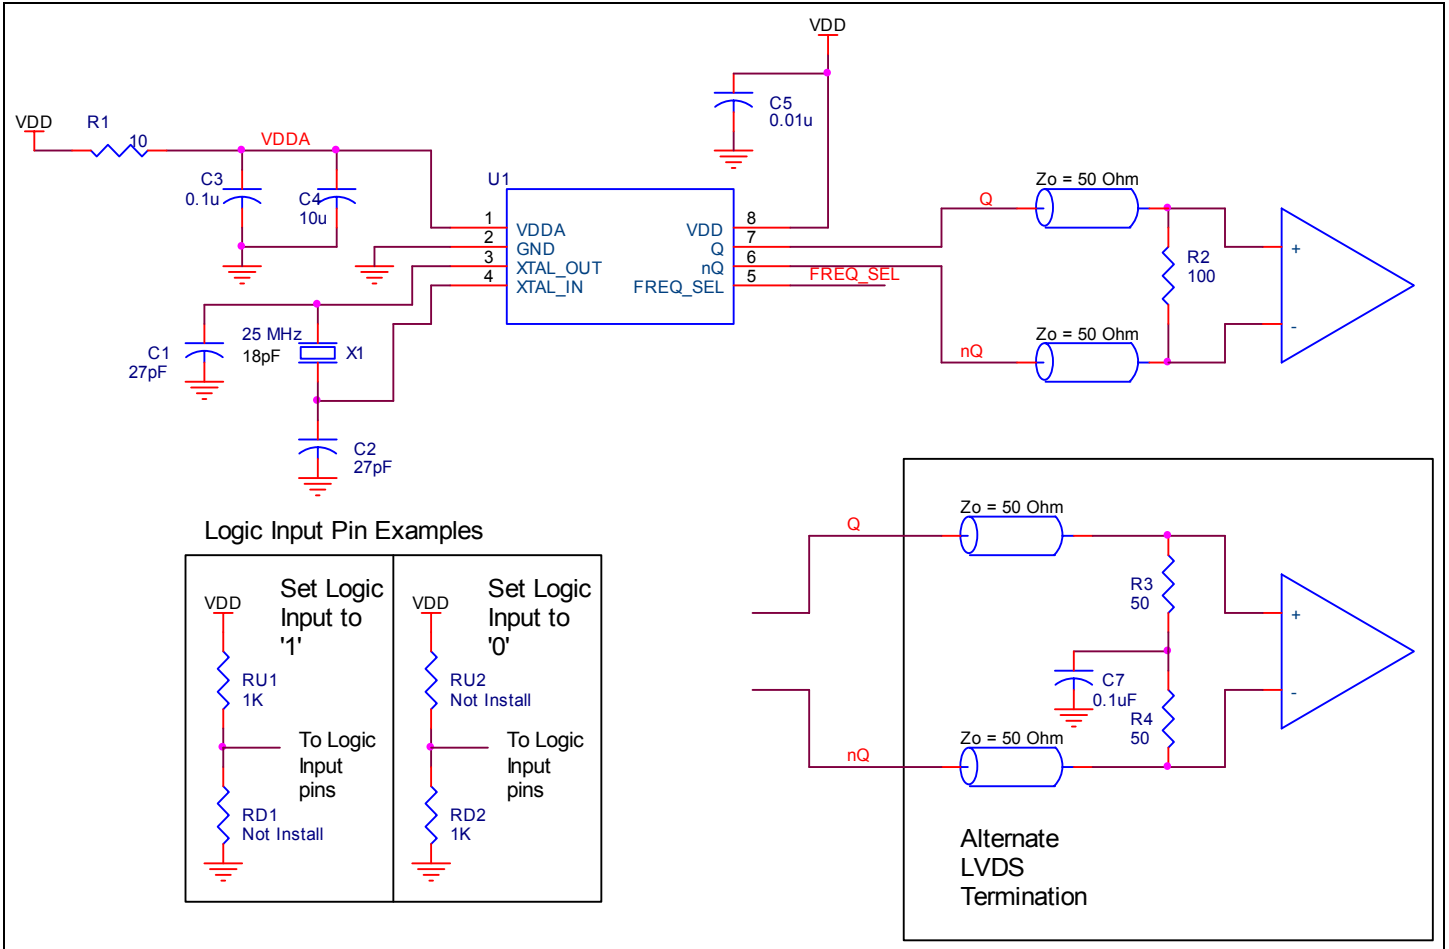 VDD
C5
0.01u
VDD
R1
10
VDDA
C3
0.1u
C4
10u
U1
1
2
3
4
VDDA
GND
XTAL_OUT
XTAL_IN
VDD
Q
nQ
FREQ_SEL
8
7
6
5
FREQ_SEL
Q
Zo = 50 Ohm
R2
100
nQ
Zo = 50 Ohm
+
-
C1
27pF
25 MHz
18pF
X1
C2
27pF
Logic Input Pin Examples
VDD
Set Logic
Input to
'1'
RU1
1K
To Logic
Input
pins
RD1
Not Install
VDD
Set Logic
Input to
'0'
RU2
Not Install
To Logic
Input
pins
RD2
1K
Q
Zo = 50 Ohm
R3
50
C7
0.1uF
R4
50
nQ
Zo = 50 Ohm
+
-
Alternate
LVDS
Termination